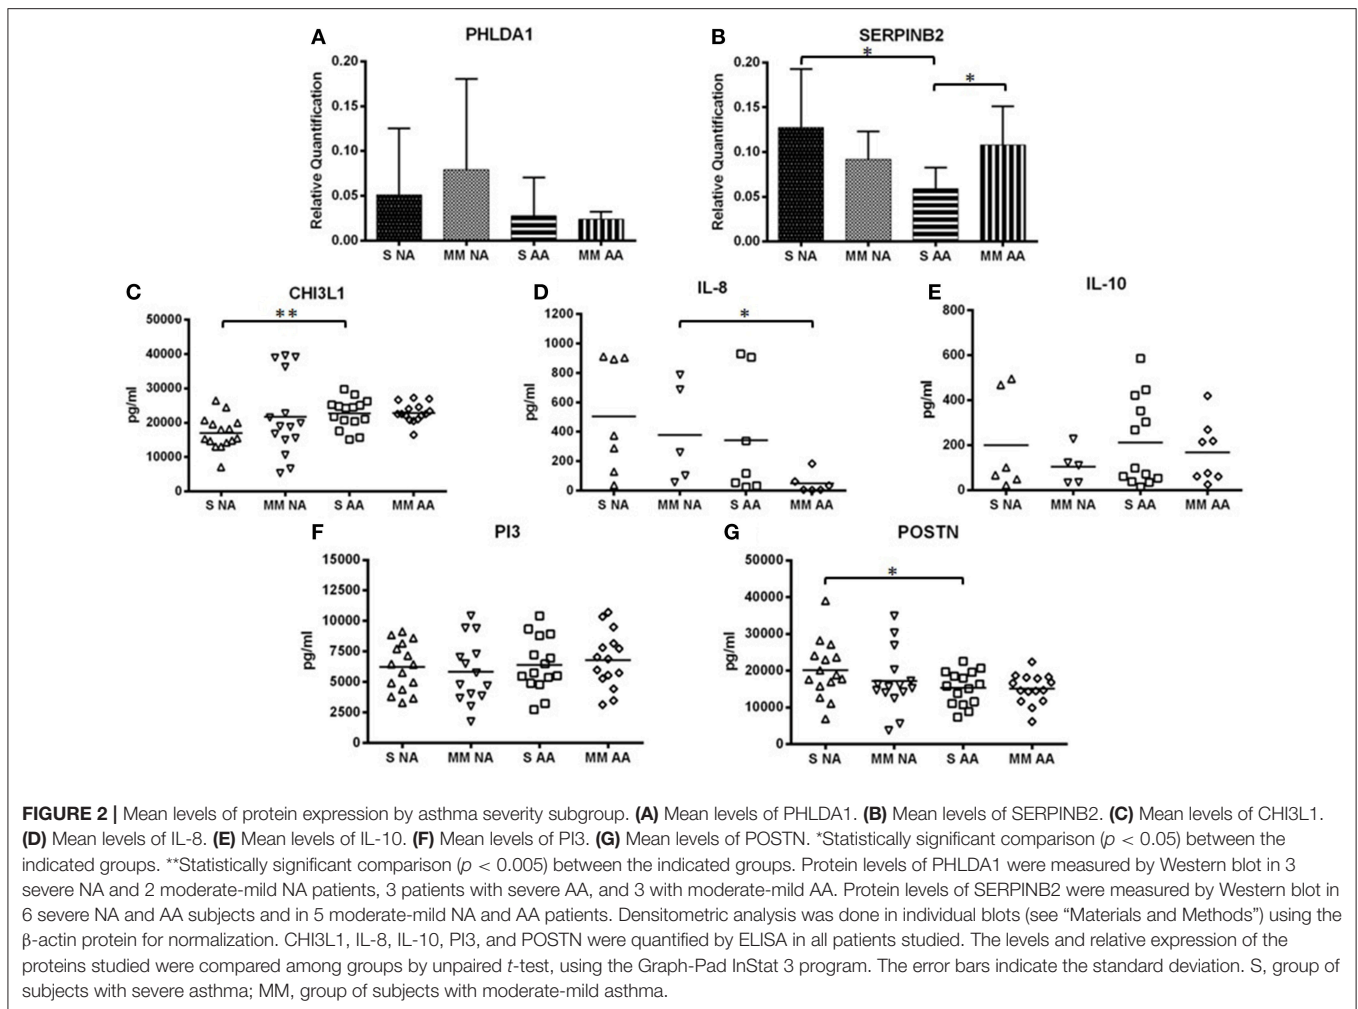 A
PHLDA1
Relative Quantification
0.20
0.15
0.10
0.05
0.00
S NA MM NA S AA MM AA
B
SERPINB2
Relative Quantification
0.20
0.15
0.10
0.05
0.00
*
*
S NA MM NA S AA MM AA
C
CHI3L1
pg/ml
50000
40000
30000
20000
10000
0
**
S NA MM NA S AA MM AA
D
IL-8
pg/ml
1200
1000
800
600
400
200
0
*
S NA MM NA S AA MM AA
E
IL-10
pg/ml
800
600
400
200
0
S NA MM NA S AA MM AA
F
PI3
pg/ml
15000
12500
10000
7500
5000
2500
0
S NA MM NA S AA MM AA
G
POSTN
pg/ml
50000
40000
30000
20000
10000
0
*
S NA MM NA S AA MM AA
FIGURE 2 | Mean levels of protein expression by asthma severity subgroup. (A) Mean levels of PHLDA1. (B) Mean levels of SERPINB2. (C) Mean levels of CHI3L1.
(D) Mean levels of IL-8. (E) Mean levels of IL-10. (F) Mean levels of PI3. (G) Mean levels of POSTN. *Statistically significant comparison (p < 0.05) between the
indicated groups. **Statistically significant comparison (p < 0.005) between the indicated groups. Protein levels of PHLDA1 were measured by Western blot in 3
severe NA and 2 moderate-mild NA patients, 3 patients with severe AA, and 3 with moderate-mild AA. Protein levels of SERPINB2 were measured by Western blot in
6 severe NA and AA subjects and in 5 moderate-mild NA and AA patients. Densitometric analysis was done in individual blots (see “Materials and Methods”) using the
β-actin protein for normalization. CHI3L1, IL-8, IL-10, PI3, and POSTN were quantified by ELISA in all patients studied. The levels and relative expression of the
proteins studied were compared among groups by unpaired t-test, using the Graph-Pad InStat 3 program. The error bars indicate the standard deviation. S, group of
subjects with severe asthma; MM, group of subjects with moderate-mild asthma.